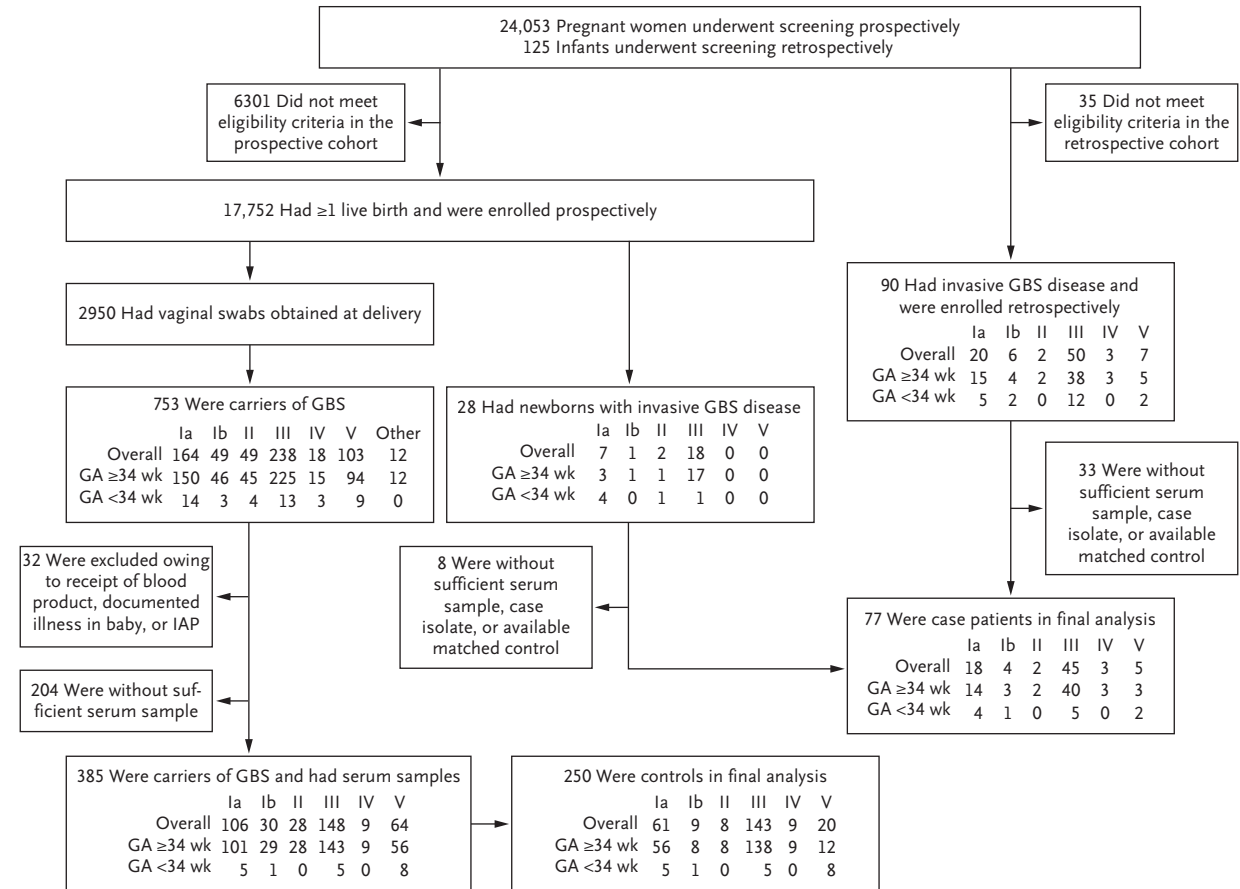 24,053 Pregnant women underwent screening prospectively
125 Infants underwent screening retrospectively
6301 Did not meet
eligibility criteria in the
prospective cohort
35 Did not meet
eligibility criteria in the
retrospective cohort
17,752 Had ≥1 live birth and were enrolled prospectively
2950 Had vaginal swabs obtained at delivery
90 Had invasive GBS disease and
were enrolled retrospectively
Ia Ib II III IV V
Overall 20 6 2 50 3 7
GA ≥34 wk 15 4 2 38 3 5
GA <34 wk 5 2 0 12 0 2
753 Were carriers of GBS
Ia Ib II III IV V Other
Overall 164 49 49 238 18 103 12
GA ≥34 wk 150 46 45 225 15 94 12
GA <34 wk 14 3 4 13 3 9 0
28 Had newborns with invasive GBS disease
Ia Ib II III IV V
Overall 7 1 2 18 0 0
GA ≥34 wk 3 1 1 17 0 0
GA <34 wk 4 0 1 1 0 0
33 Were without
sufficient serum
sample, case
isolate, or available
matched control
32 Were excluded owing
to receipt of blood
product, documented
illness in baby, or IAP
8 Were without
sufficient serum
sample, case
isolate, or available
matched control
77 Were case patients in final analysis
Ia Ib II III IV V
Overall 18 4 2 45 3 5
GA ≥34 wk 14 3 2 40 3 3
GA <34 wk 4 1 0 5 0 2
204 Were without suf-
ficient serum sample
385 Were carriers of GBS and had serum samples
Ia Ib II III IV V
Overall 106 30 28 148 9 64
GA ≥34 wk 101 29 28 143 9 56
GA <34 wk 5 1 0 5 0 8
250 Were controls in final analysis
Ia Ib II III IV V
Overall 61 9 8 143 9 20
GA ≥34 wk 56 8 8 138 9 12
GA <34 wk 5 1 0 5 0 8